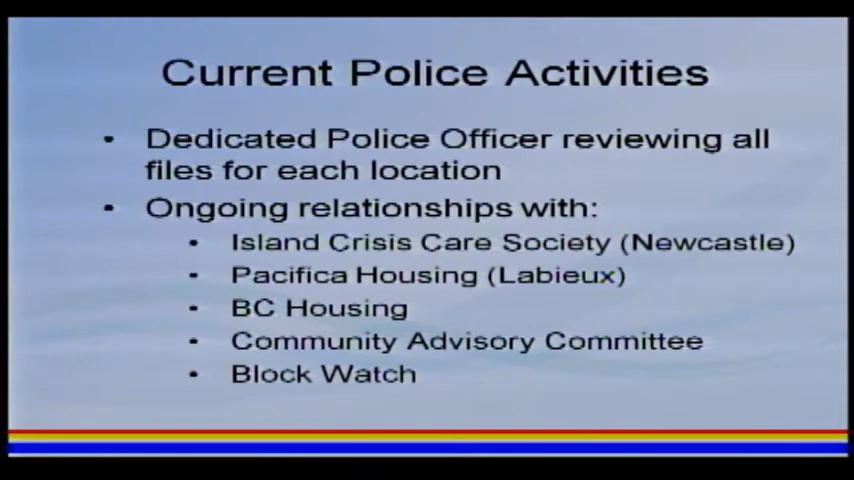 Current Police Activities
• Dedicated Police Officer reviewing all
files for each location
• Ongoing relationships with:
• Island Crisis Care Society (Newcastle)
• Pacifica Housing (Labieux)
• BC Housing
• Community Advisory Committee
• Block Watch